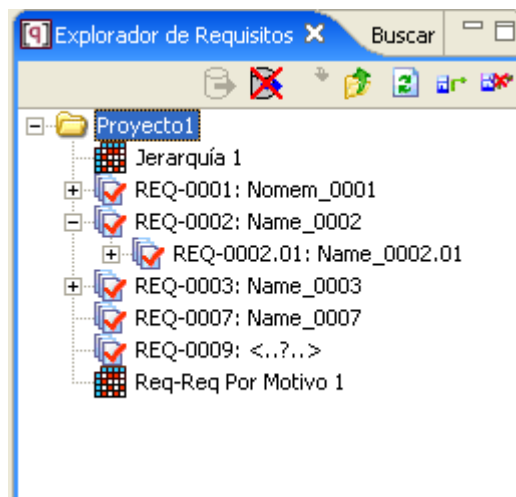 [q] Explorador de Requisitos Buscar
Proyecto1
Jerarquía 1
REQ-0001: Nomem_0001
REQ-0002: Name_0002
REQ-0002.01: Name_0002.01
REQ-0003: Name_0003
REQ-0007: Name_0007
REQ-0009: <..?..>
Req-Req Por Motivo 1